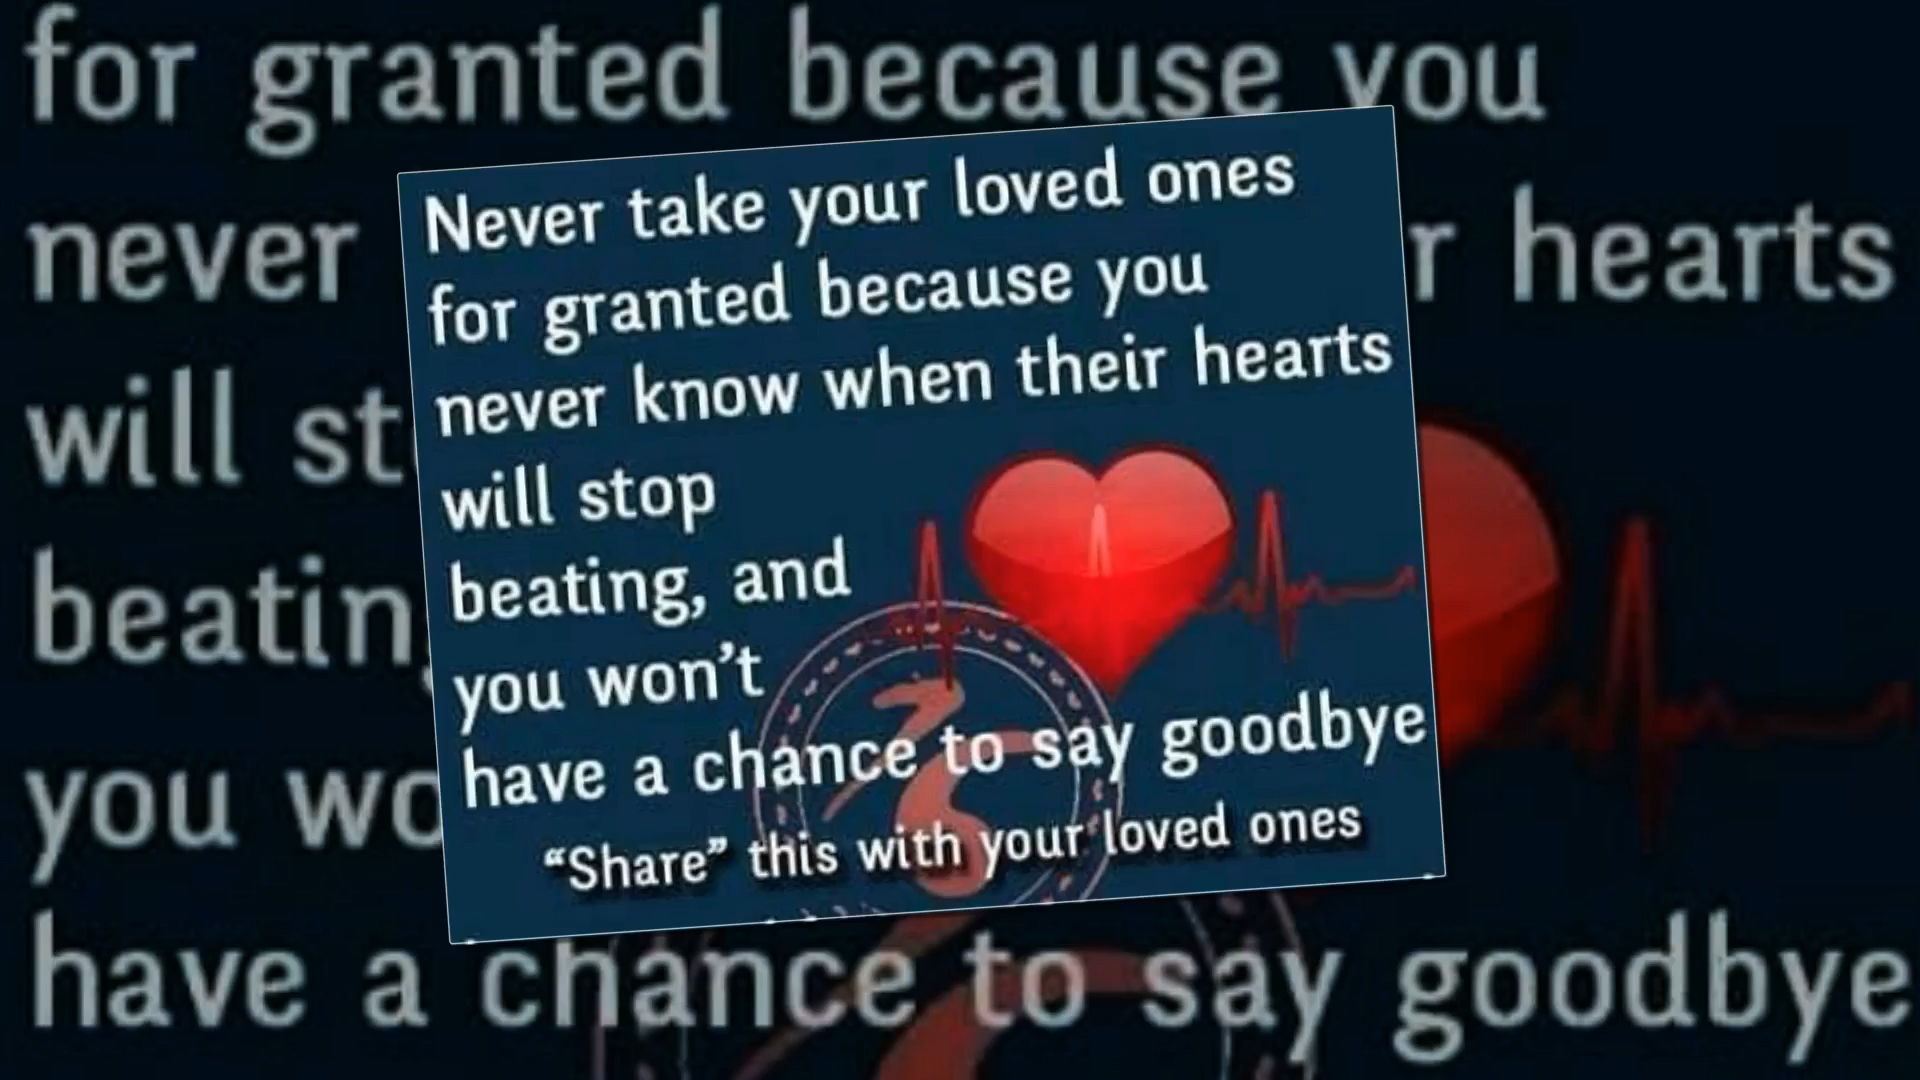 for granted because you
never
r hearts
will st
beatin
you wo
have a chance to say goodbye
Never take your loved ones
for granted because you
never know when their hearts
will stop
beating, and
you won't
have a chance to say goodbye
“Share” this with your loved ones